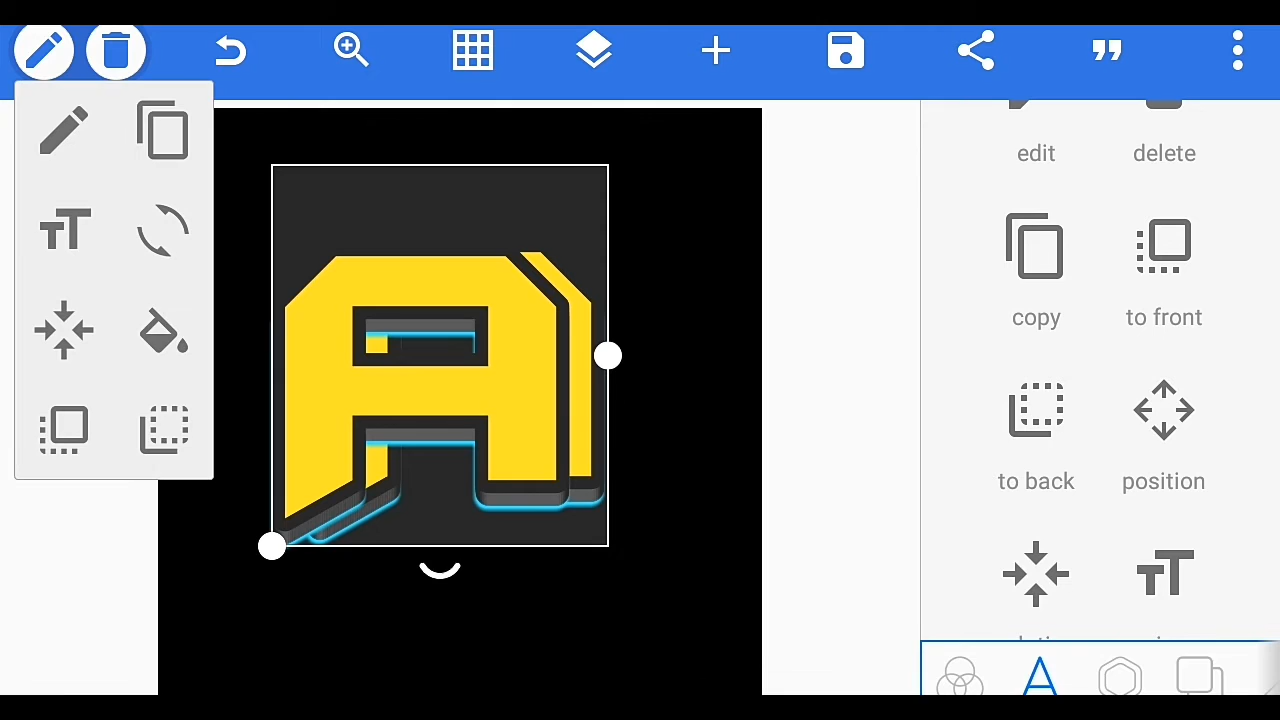 A
edit
delete
copy
to front
to back
position